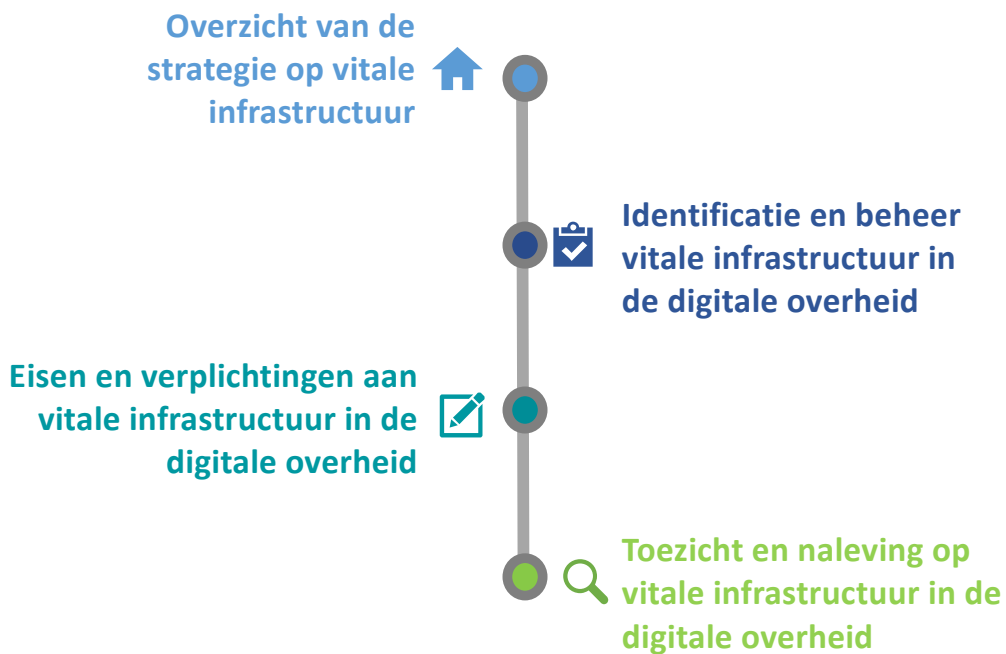 Overzicht van de
strategie op vitale
infrastructuur
Identificatie en beheer
vitale infrastructuur in
de digitale overheid
Eisen en verplichtingen aan
vitale infrastructuur in de
digitale overheid
Toezicht en naleving op
vitale infrastructuur in de
digitale overheid